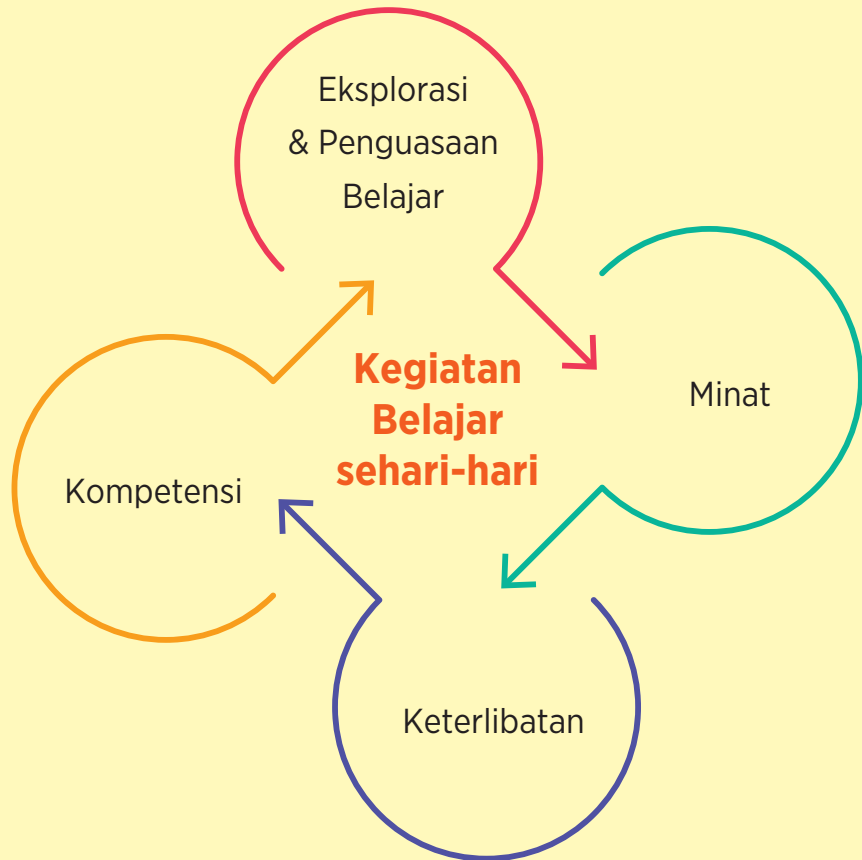 Eksplorasi
& Penguasaan
Belajar
Kegiatan
Belajar
sehari-hari
Minat
Kompetensi
Keterlibatan